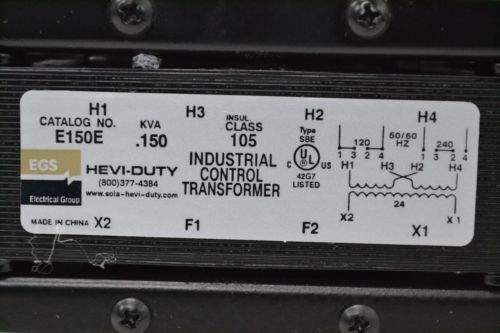 H1 H3 H2 H4
CATALOG NO. KVA INSUL. CLASS Type SBE
E150E .150 105
EGS
Electrical Group
HEVI-DUTY
(800)377-4384
www.sola-hevi-duty.com
INDUSTRIAL
CONTROL
TRANSFORMER
C UL US
42G7
LISTED
50/60
HZ
120 240
1 3 2 4 1 3 2 4
H1 H3 H2 H4
24
X2 X1
MADE IN CHINA X2 F1 F2 X1